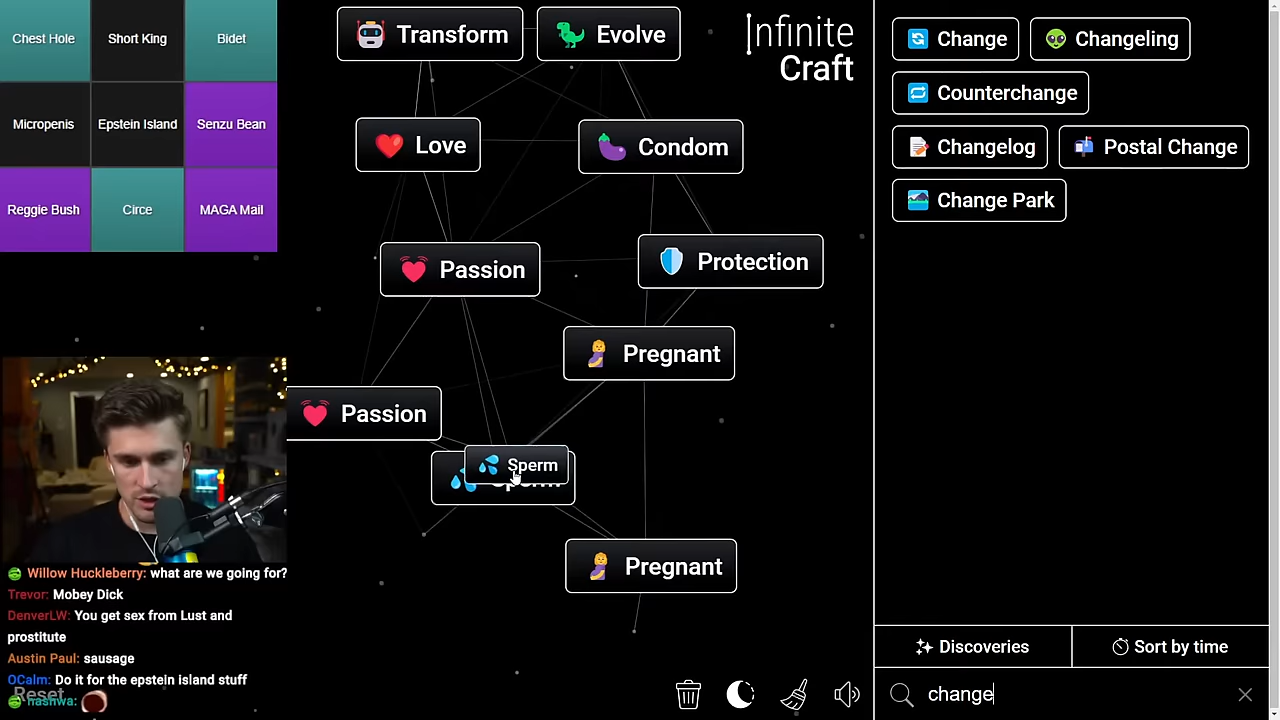 Chest Hole
Short King
Bidet
Micropenis
Epstein Island
Senzu Bean
Reggie Bush
Circe
MAGA Mail
Transform
Evolve
Infinite
Craft
Love
Condom
Passion
Protection
Pregnant
Passion
Sperm
Sperm
Pregnant
Change
Changeling
Counterchange
Changelog
Postal Change
Change Park
Discoveries
Sort by time
change
Willow Huckleberry: what are we going for?
Trevor: Mobey Dick
DenverLW: You get sex from Lust and
prostitute
Austin Paul: sausage
OCalm: Do it for the epstein island stuff
Reset
nashwa: